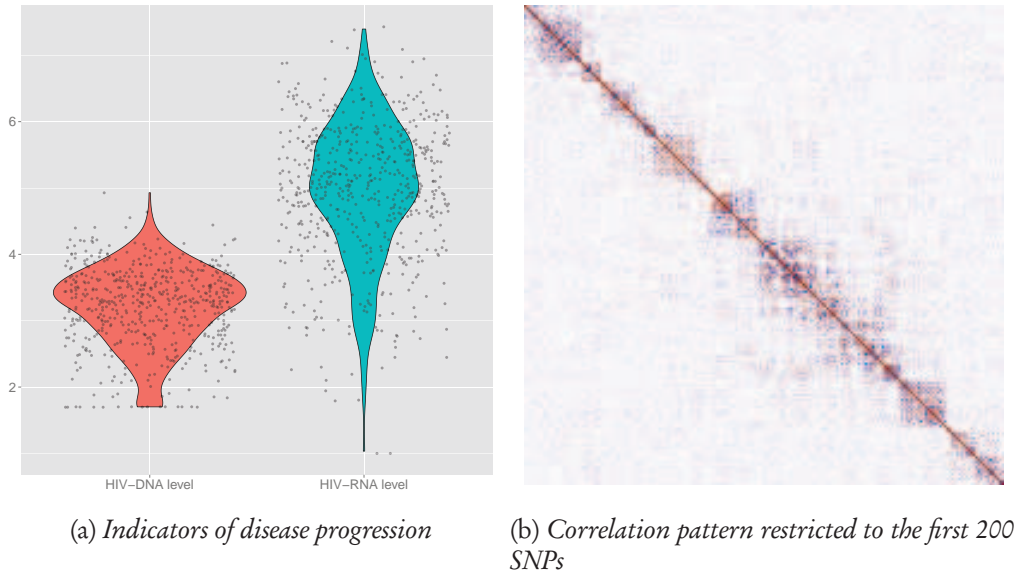 6
4
2
HIV−DNA level
HIV−RNA level
(a) Indicators of disease progression
(b) Correlation pattern restricted to the first 200
SNPs